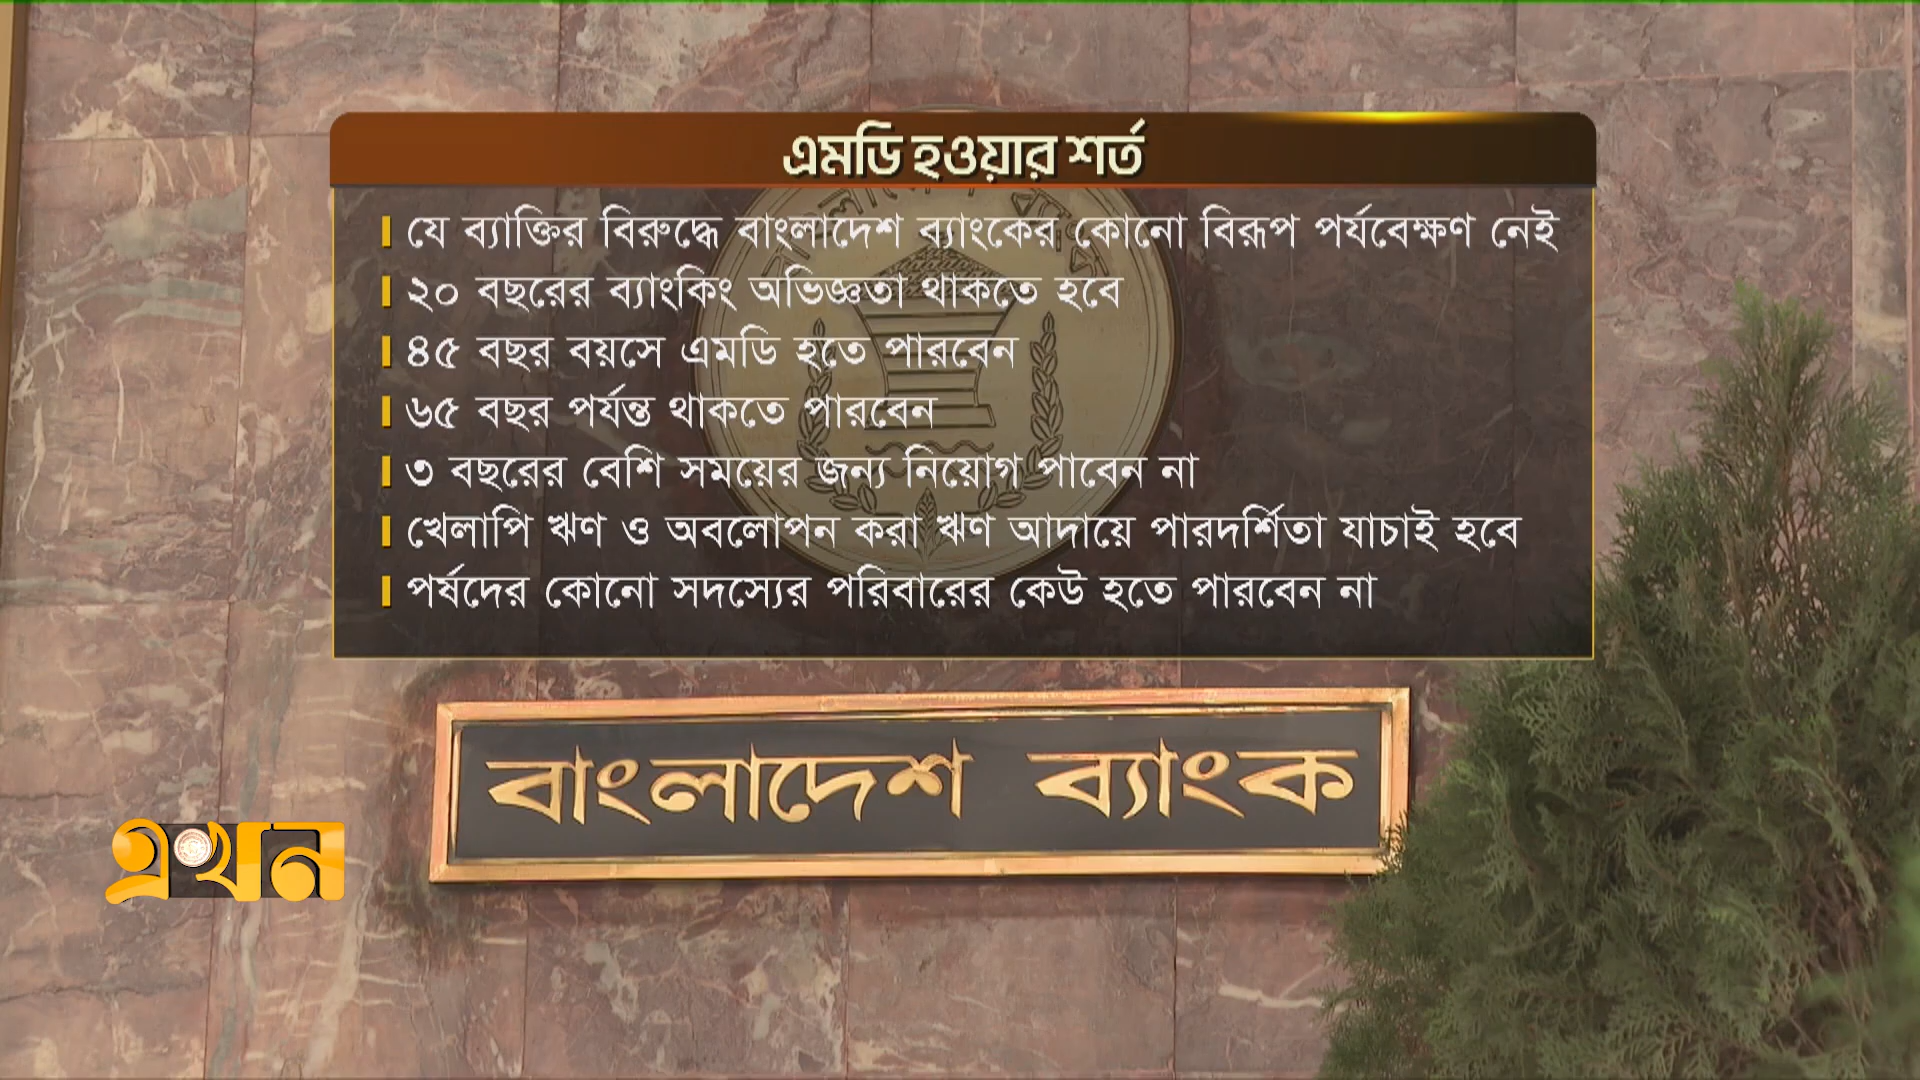 এমডি হওয়ার শর্ত
যে ব্যাক্তির বিরুদ্ধে বাংলাদেশ ব্যাংকের কোনো বিরূপ পর্যবেক্ষণ নেই
২০ বছরের ব্যাংকিং অভিজ্ঞতা থাকতে হবে
৪৫ বছর বয়সে এমডি হতে পারবেন
৬৫ বছর পর্যন্ত থাকতে পারবেন
৩ বছরের বেশি সময়ের জন্য নিয়োগ পাবেন না
খেলাপি ঋণ ও অবলোপন করা ঋণ আদায়ে পারদর্শিতা যাচাই হবে
পর্ষদের কোনো সদস্যের পরিবারের কেউ হতে পারবেন না
বাংলাদেশ ব্যাংক
এখন